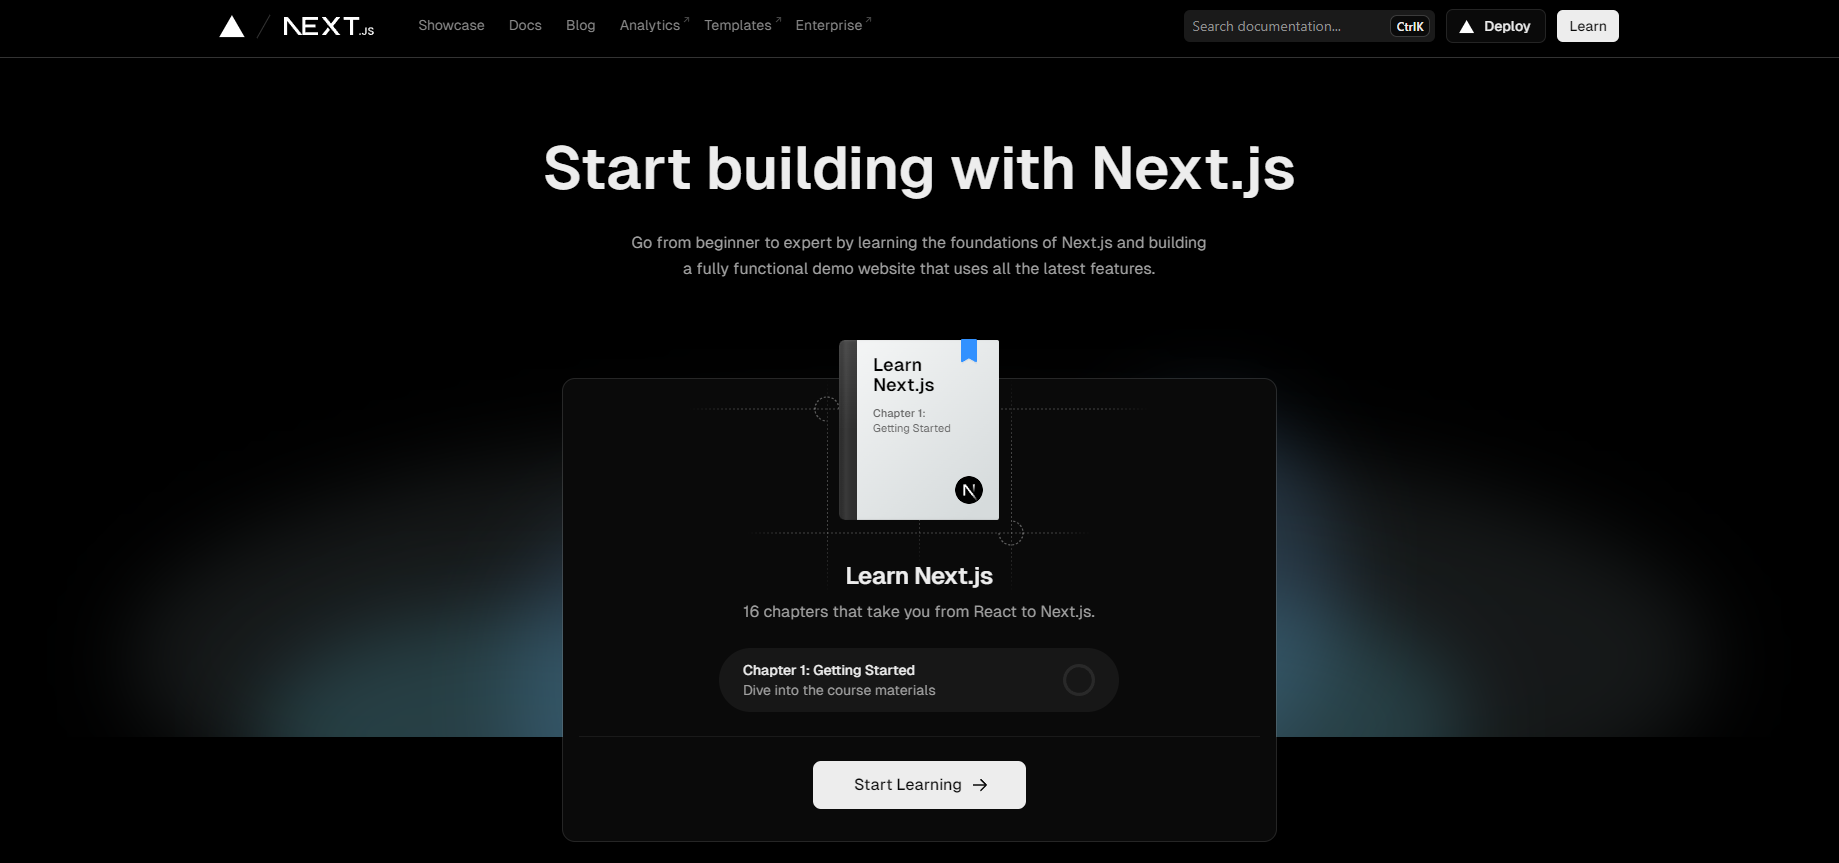 NEXT.JS
Showcase
Docs
Blog
Analytics
Templates
Enterprise
Search documentation...
CtrlK
Deploy
Learn
Start building with Next.js
Go from beginner to expert by learning the foundations of Next.js and building
a fully functional demo website that uses all the latest features.
Learn
Next.js
Chapter 1:
Getting Started
N
Learn Next.js
16 chapters that take you from React to Next.js.
Chapter 1: Getting Started
Dive into the course materials
Start Learning →